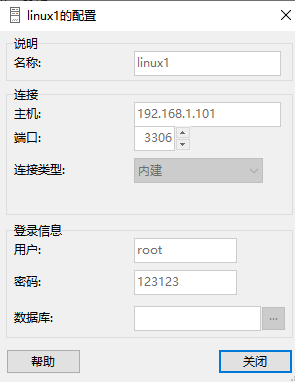 linux1的配置
说明
名称: linux1
连接
主机: 192.168.1.101
端口: 3306
连接类型: 内建
登录信息
用户: root
密码: 123123
数据库: ...
帮助 关闭